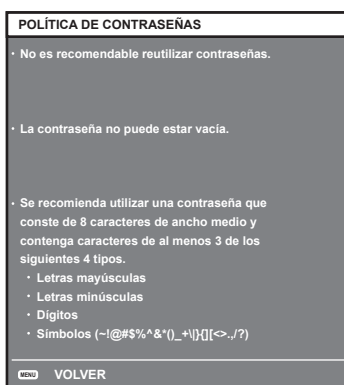 POLÍTICA DE CONTRASEÑAS
• No es recomendable reutilizar contraseñas.
• La contraseña no puede estar vacía.
• Se recomienda utilizar una contraseña que
conste de 8 caracteres de ancho medio y
contenga caracteres de al menos 3 de los
siguientes 4 tipos.
• Letras mayúsculas
• Letras minúsculas
• Dígitos
• Símbolos (~!@#$%^&*()_+\|}{][<>.,/?)
MENU VOLVER